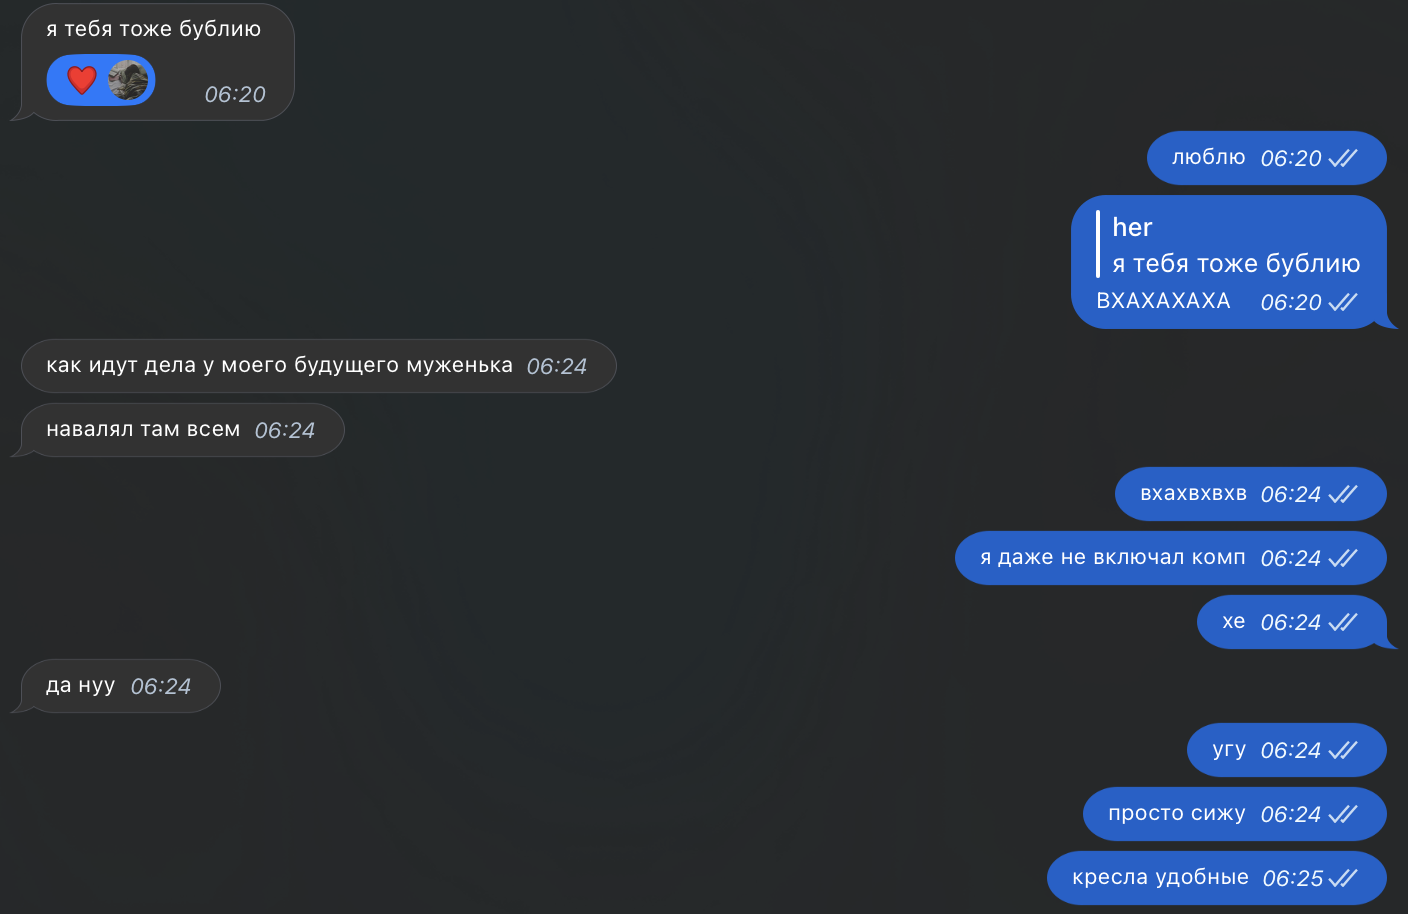 я тебя тоже бублию
❤️ 06:20
люблю 06:20
her
я тебя тоже бублию
ВХАХАХАХА 06:20
как идут дела у моего будущего муженька 06:24
навалял там всем 06:24
вхахвхвхв 06:24
я даже не включал комп 06:24
хе 06:24
да нуу 06:24
угу 06:24
просто сижу 06:24
кресла удобные 06:25